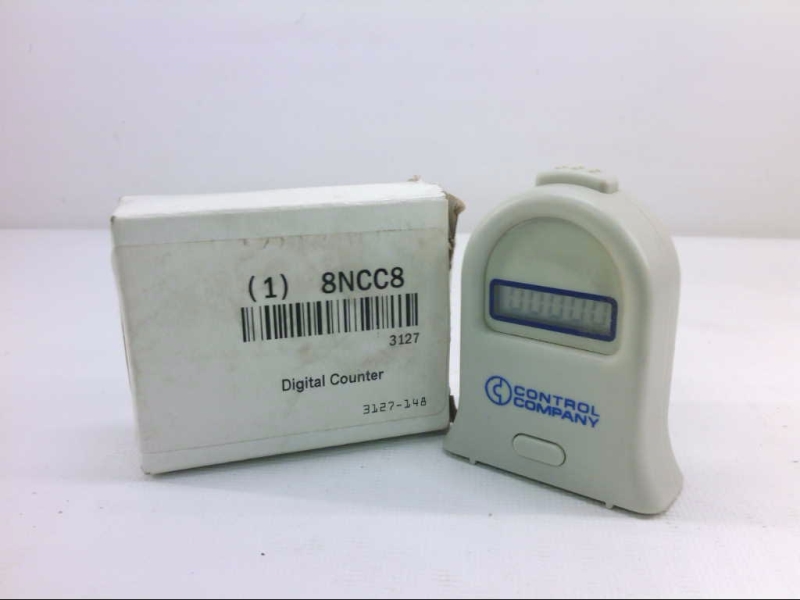 (1) 8NCC8
3127
Digital Counter
3127-148
CONTROL
COMPANY